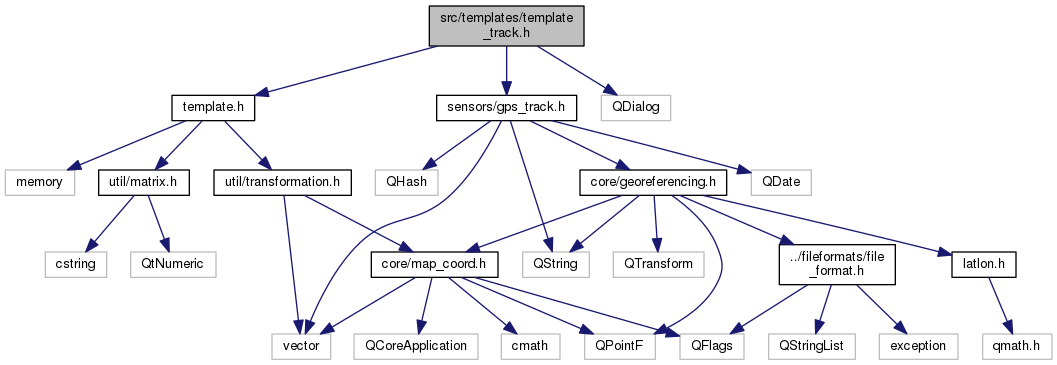 src/templates/template
_track.h
template.h
sensors/gps_track.h
QDialog
memory
util/matrix.h
util/transformation.h
QHash
core/georeferencing.h
QDate
cstring
QtNumeric
core/map_coord.h
QString
QTransform
../fileformats/file
_format.h
latlon.h
vector
QCoreApplication
cmath
QPointF
QFlags
QStringList
exception
qmath.h